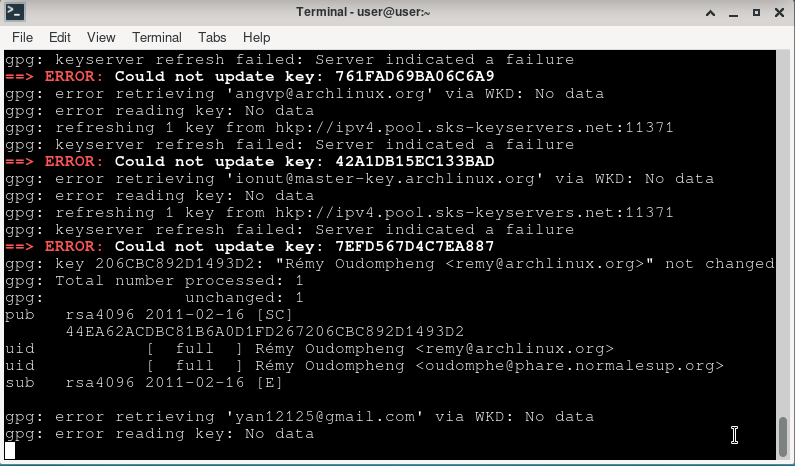 Terminal - user@user:~
File Edit View Terminal Tabs Help
gpg: keyserver refresh failed: Server indicated a failure
==> ERROR: Could not update key: 761FAD69BA06C6A9
gpg: error retrieving 'angvp@archlinux.org' via WKD: No data
gpg: error reading key: No data
gpg: refreshing 1 key from hkp://ipv4.pool.sks-keyservers.net:11371
gpg: keyserver refresh failed: Server indicated a failure
==> ERROR: Could not update key: 42A1DB15EC133BAD
gpg: error retrieving 'ionut@master-key.archlinux.org' via WKD: No data
gpg: error reading key: No data
gpg: refreshing 1 key from hkp://ipv4.pool.sks-keyservers.net:11371
gpg: keyserver refresh failed: Server indicated a failure
==> ERROR: Could not update key: 7EFD567D4C7EA887
gpg: key 206CBC892D1493D2: "Rémy Oudompheng <remy@archlinux.org>" not changed
gpg: Total number processed: 1
gpg:              unchanged: 1
pub   rsa4096 2011-02-16 [SC]
      44EA62ACDBC81B6A0D1FD267206CBC892D1493D2
uid           [  full  ] Rémy Oudompheng <remy@archlinux.org>
uid           [  full  ] Rémy Oudompheng <oudomphe@phare.normalesup.org>
sub   rsa4096 2011-02-16 [E]
gpg: error retrieving 'yan12125@gmail.com' via WKD: No data
gpg: error reading key: No data